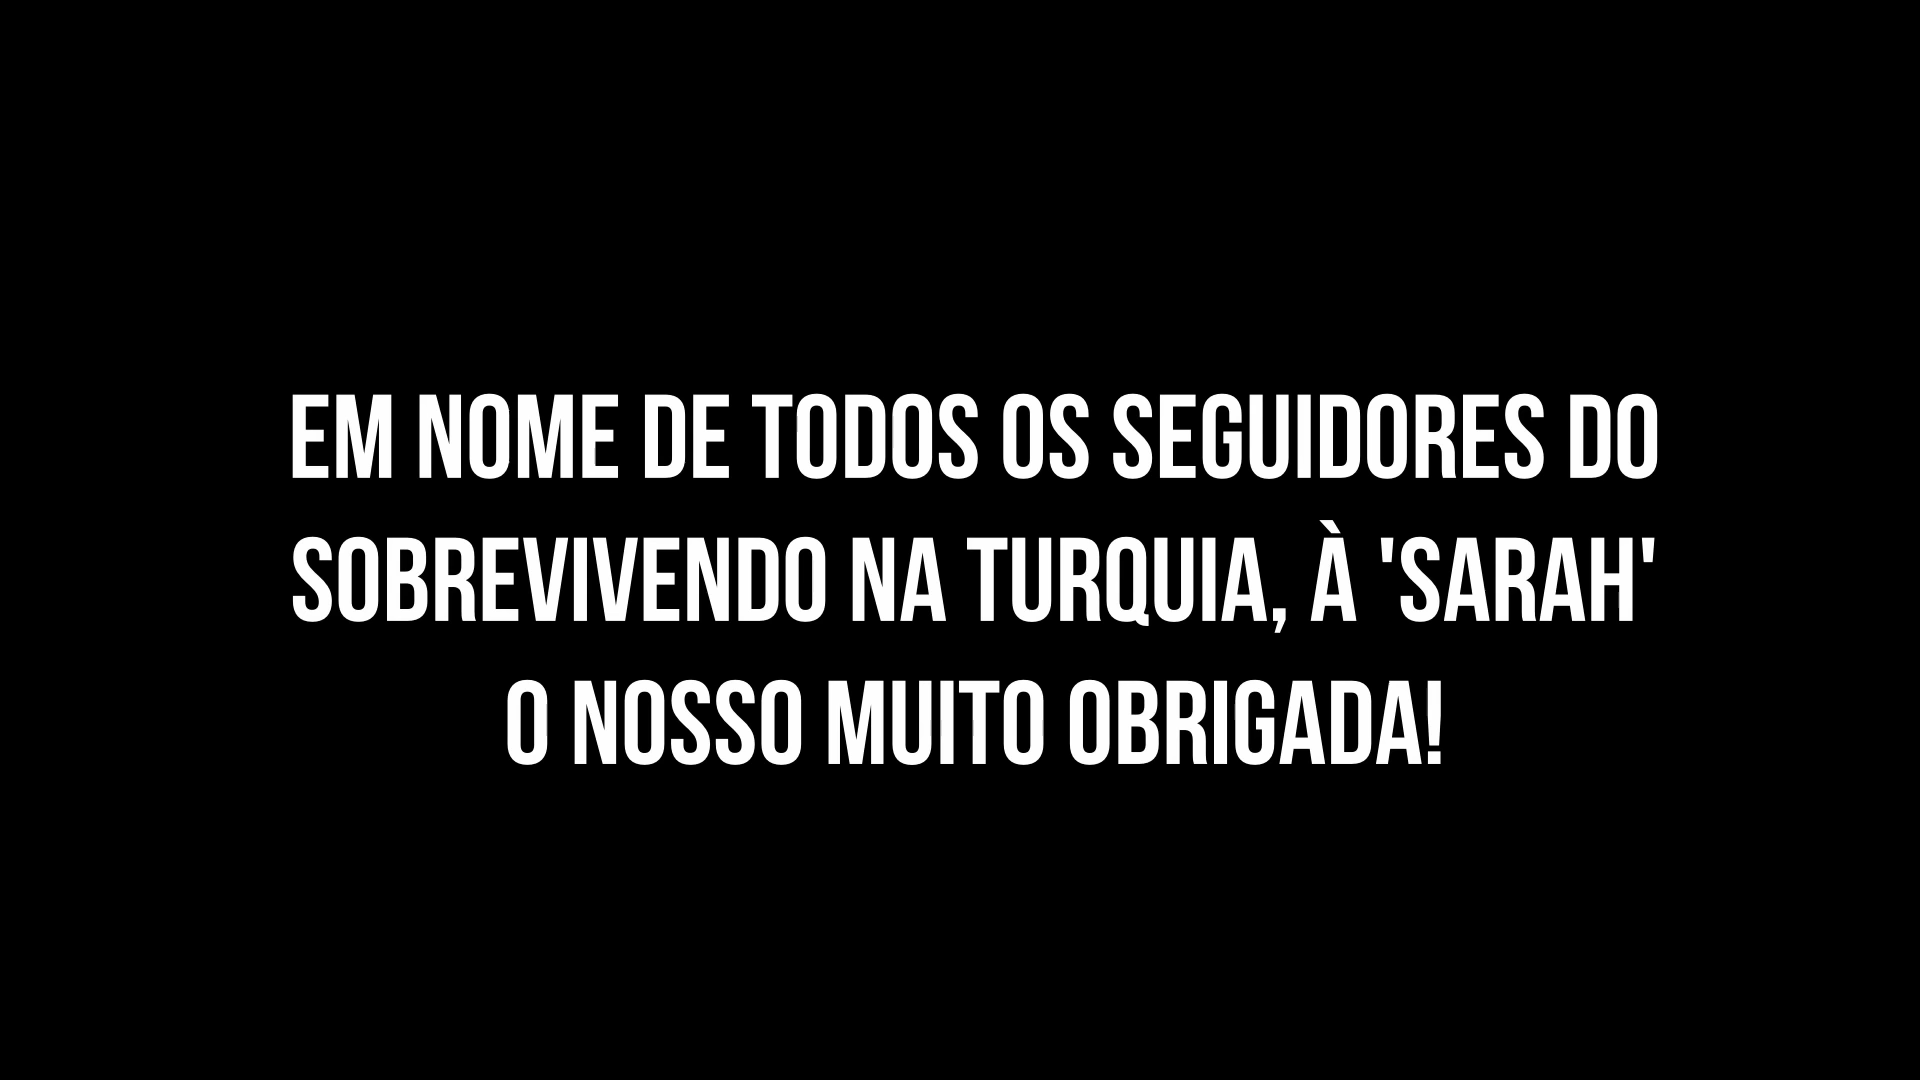 EM NOME DE TODOS OS SEGUIDORES DO
SOBREVIVENDO NA TURQUIA, À 'SARAH'
O NOSSO MUITO OBRIGADA!